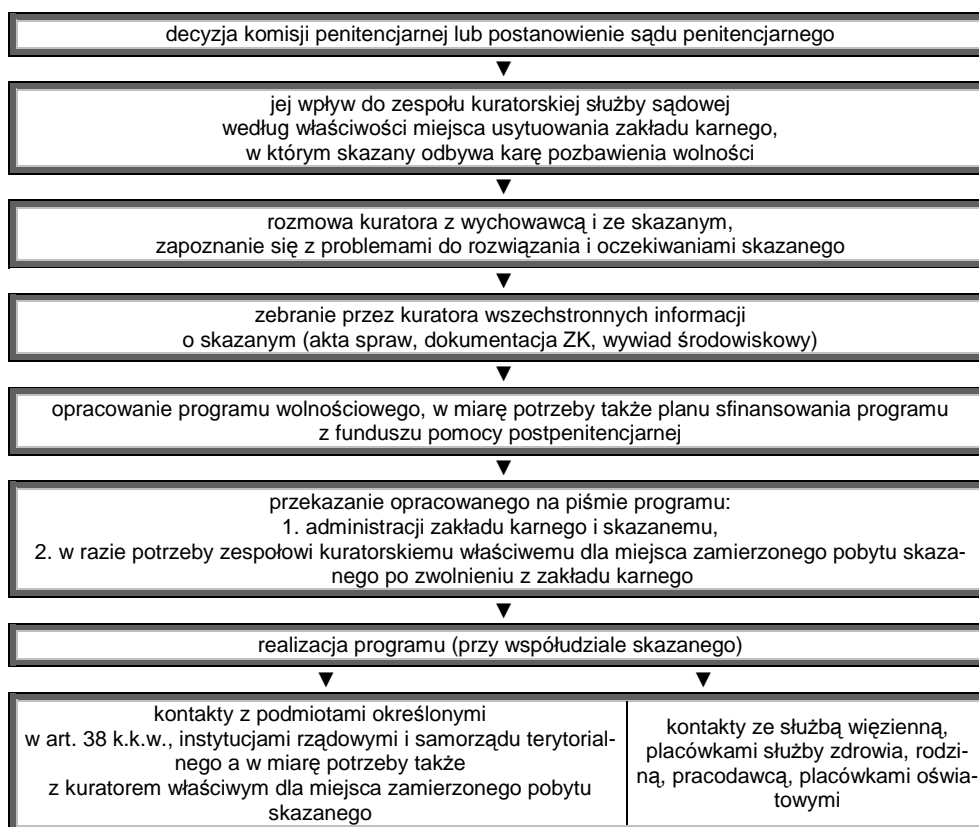 decyzja komisji penitencjarnej lub postanowienie sądu penitencjarnego
▼
jej wpływ do zespołu kuratorskiej służby sądowej
według właściwości miejsca usytuowania zakładu karnego,
w którym skazany odbywa karę pozbawienia wolności
▼
rozmowa kuratora z wychowawcą i ze skazanym,
zapoznanie się z problemami do rozwiązania i oczekiwaniami skazanego
▼
zebranie przez kuratora wszechstronnych informacji
o skazanym (akta spraw, dokumentacja ZK, wywiad środowiskowy)
▼
opracowanie programu wolnościowego, w miarę potrzeby także planu sfinansowania programu
z funduszu pomocy postpenitencjarnej
▼
przekazanie opracowanego na piśmie programu:
1. administracji zakładu karnego i skazanemu,
2. w razie potrzeby zespołowi kuratorskiemu właściwemu dla miejsca zamierzonego pobytu skaza-
nego po zwolnieniu z zakładu karnego
▼
realizacja programu (przy współudziale skazanego)
▼ ▼
kontakty z podmiotami określonymi
w art. 38 k.k.w., instytucjami rządowymi i samorządu terytorial-
nego a w miarę potrzeby także
z kuratorem właściwym dla miejsca zamierzonego pobytu
skazanego
kontakty ze służbą więzienną,
placówkami służby zdrowia, rodzi-
ną, pracodawcą, placówkami oświa-
towymi